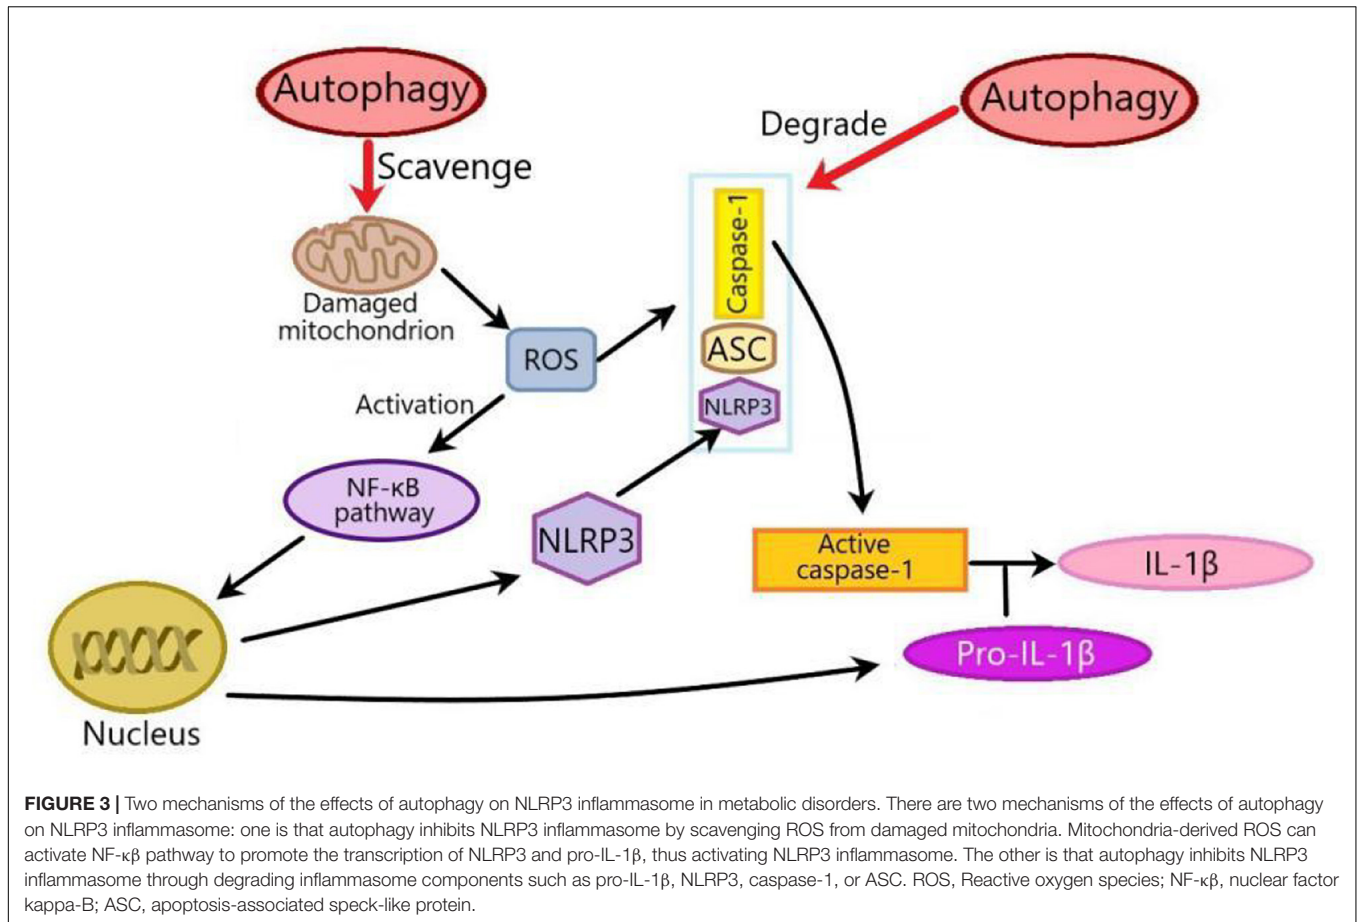 Autophagy
Autophagy
Degrade
Scavenge
Caspase-1
Damaged
mitochondrion
ROS
ASC
Activation
NLRP3
NF-κB
pathway
NLRP3
Active
caspase-1
IL-1β
Pro-IL-1β
Nucleus
FIGURE 3 | Two mechanisms of the effects of autophagy on NLRP3 inflammasome in metabolic disorders. There are two mechanisms of the effects of autophagy
on NLRP3 inflammasome: one is that autophagy inhibits NLRP3 inflammasome by scavenging ROS from damaged mitochondria. Mitochondria-derived ROS can
activate NF-κβ pathway to promote the transcription of NLRP3 and pro-IL-1β, thus activating NLRP3 inflammasome. The other is that autophagy inhibits NLRP3
inflammasome through degrading inflammasome components such as pro-IL-1β, NLRP3, caspase-1, or ASC. ROS, Reactive oxygen species; NF-κβ, nuclear factor
kappa-B; ASC, apoptosis-associated speck-like protein.